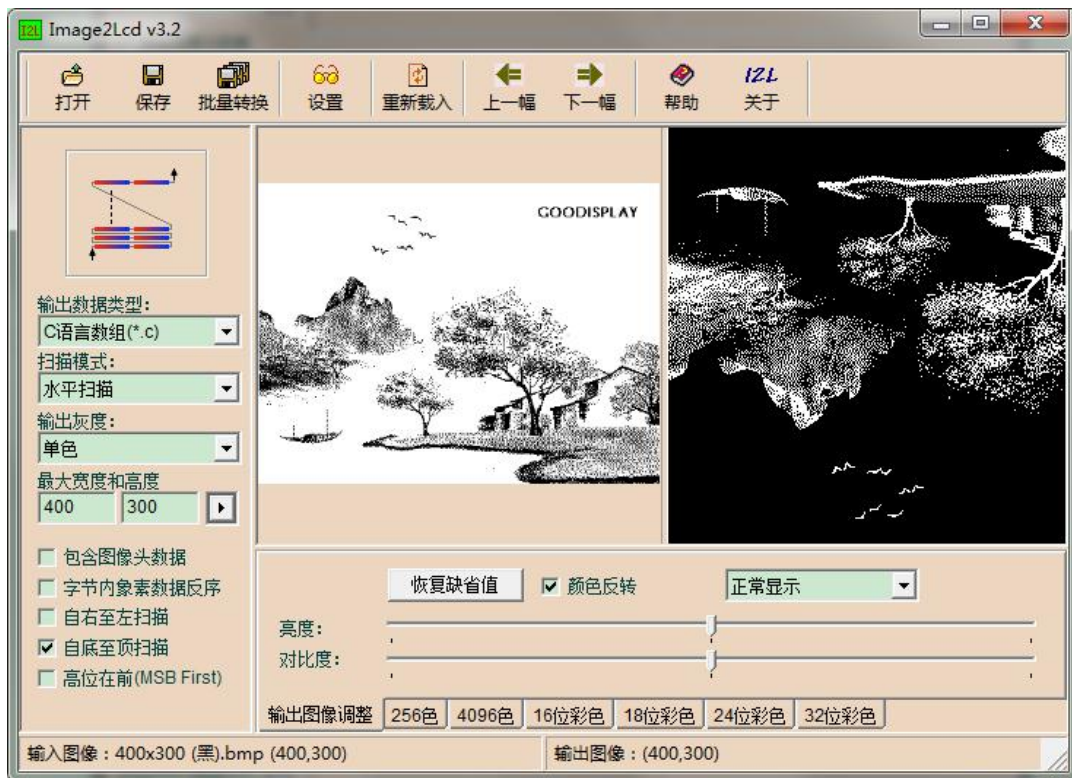 I2L Image2Lcd v3.2
打开 保存 批量转换 设置 重新载入 上一幅 下一幅 帮助 I2L 关于
输出数据类型:
C语言数组(*.c)
扫描模式:
水平扫描
输出灰度:
单色
最大宽度和高度
400 300
包含图像头数据
字节内象素数据反序
自右至左扫描
自底至顶扫描
高位在前(MSB First)
GOODISPLAY
恢复缺省值 颜色反转 正常显示
亮度:
对比度:
输出图像调整 256色 4096色 16位彩色 18位彩色 24位彩色 32位彩色
输入图像:400x300 (黑).bmp (400,300) 输出图像:(400,300)